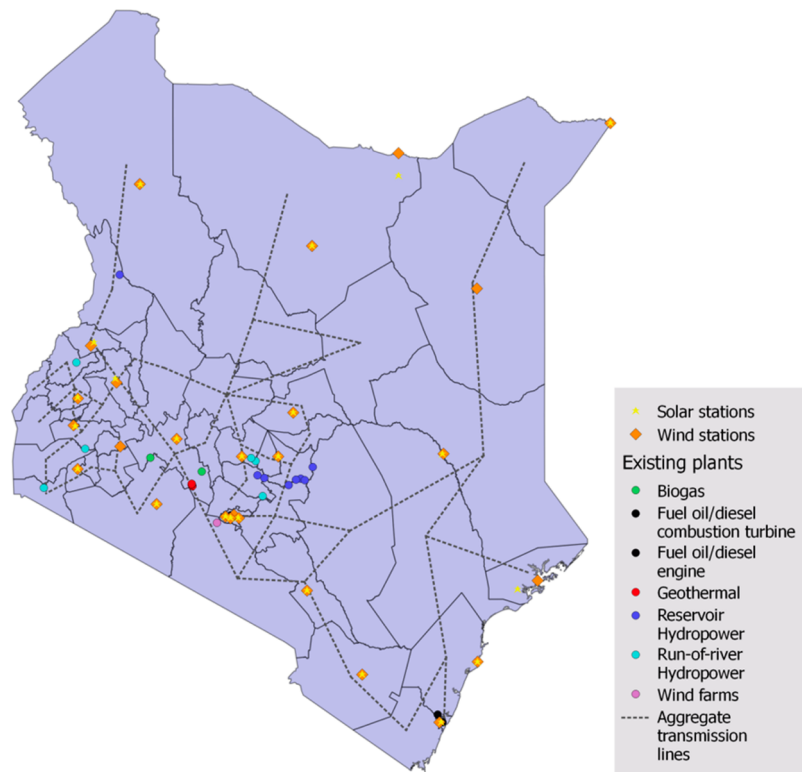 Solar stations
Wind stations
Existing plants
Biogas
Fuel oil/diesel
combustion turbine
Fuel oil/diesel
engine
Geothermal
Reservoir
Hydropower
Run-of-river
Hydropower
Wind farms
Aggregate
transmission
lines